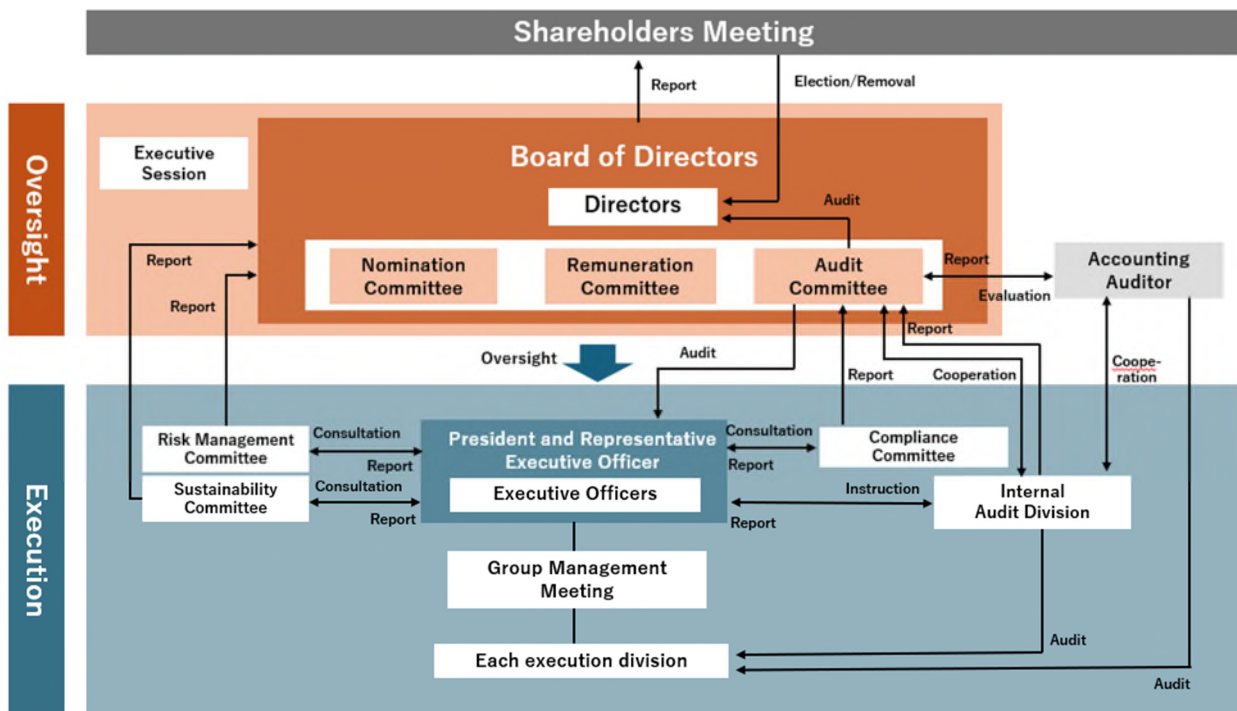 Shareholders Meeting
Report
Election/Removal
Oversight
Executive
Session
Board of Directors
Directors
Audit
Report
Report
Nomination
Committee
Remuneration
Committee
Audit
Committee
Report
Evaluation
Accounting
Auditor
Report
Oversight
Audit
Report
Cooperation
Coope-
ration
Execution
Risk Management
Committee
Consultation
Report
Sustainability
Committee
Consultation
Report
President and Representative
Executive Officer
Executive Officers
Consultation
Report
Compliance
Committee
Instruction
Report
Internal
Audit Division
Group Management
Meeting
Each execution division
Audit
Audit